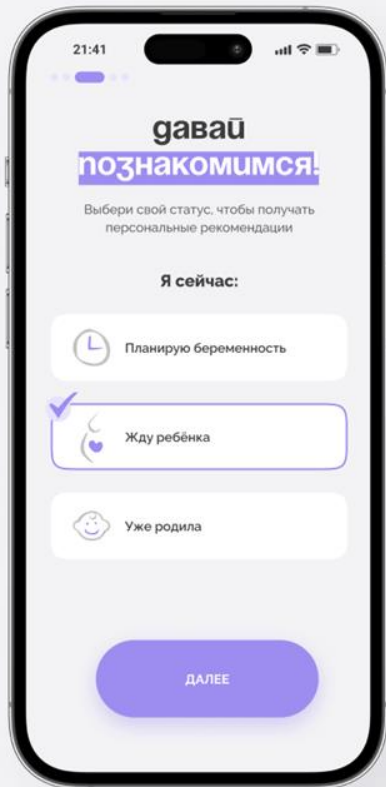 21:41
давай
познакомимся!
Выбери свой статус, чтобы получать
персональные рекомендации
Я сейчас:
Планирую беременность
Жду ребёнка
Уже родила
ДАЛЕЕ